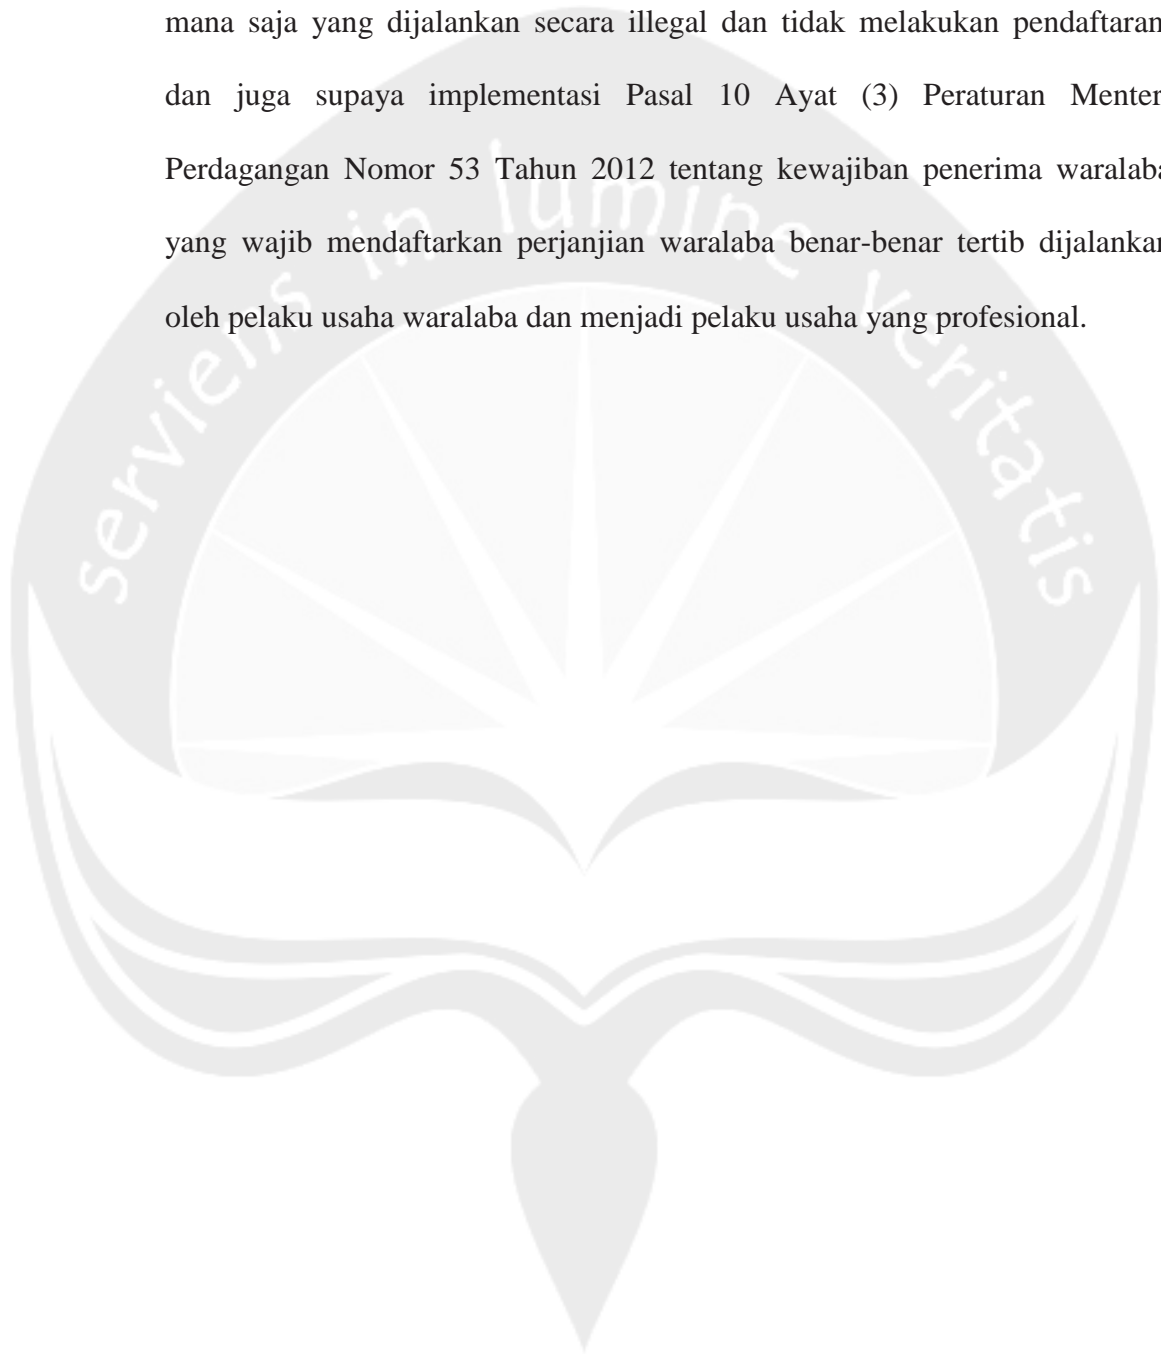 mana saja yang dijalankan secara illegal dan tidak melakukan pendaftaran
dan juga supaya implementasi Pasal 10 Ayat (3) Peraturan Menter
Perdagangan Nomor 53 Tahun 2012 tentang kewajiban penerima waralaba
yang wajib mendaftarkan perjanjian waralaba benar-benar tertib dijalankan
oleh pelaku usaha waralaba dan menjadi pelaku usaha yang profesional.
serviens in lumine veritatis